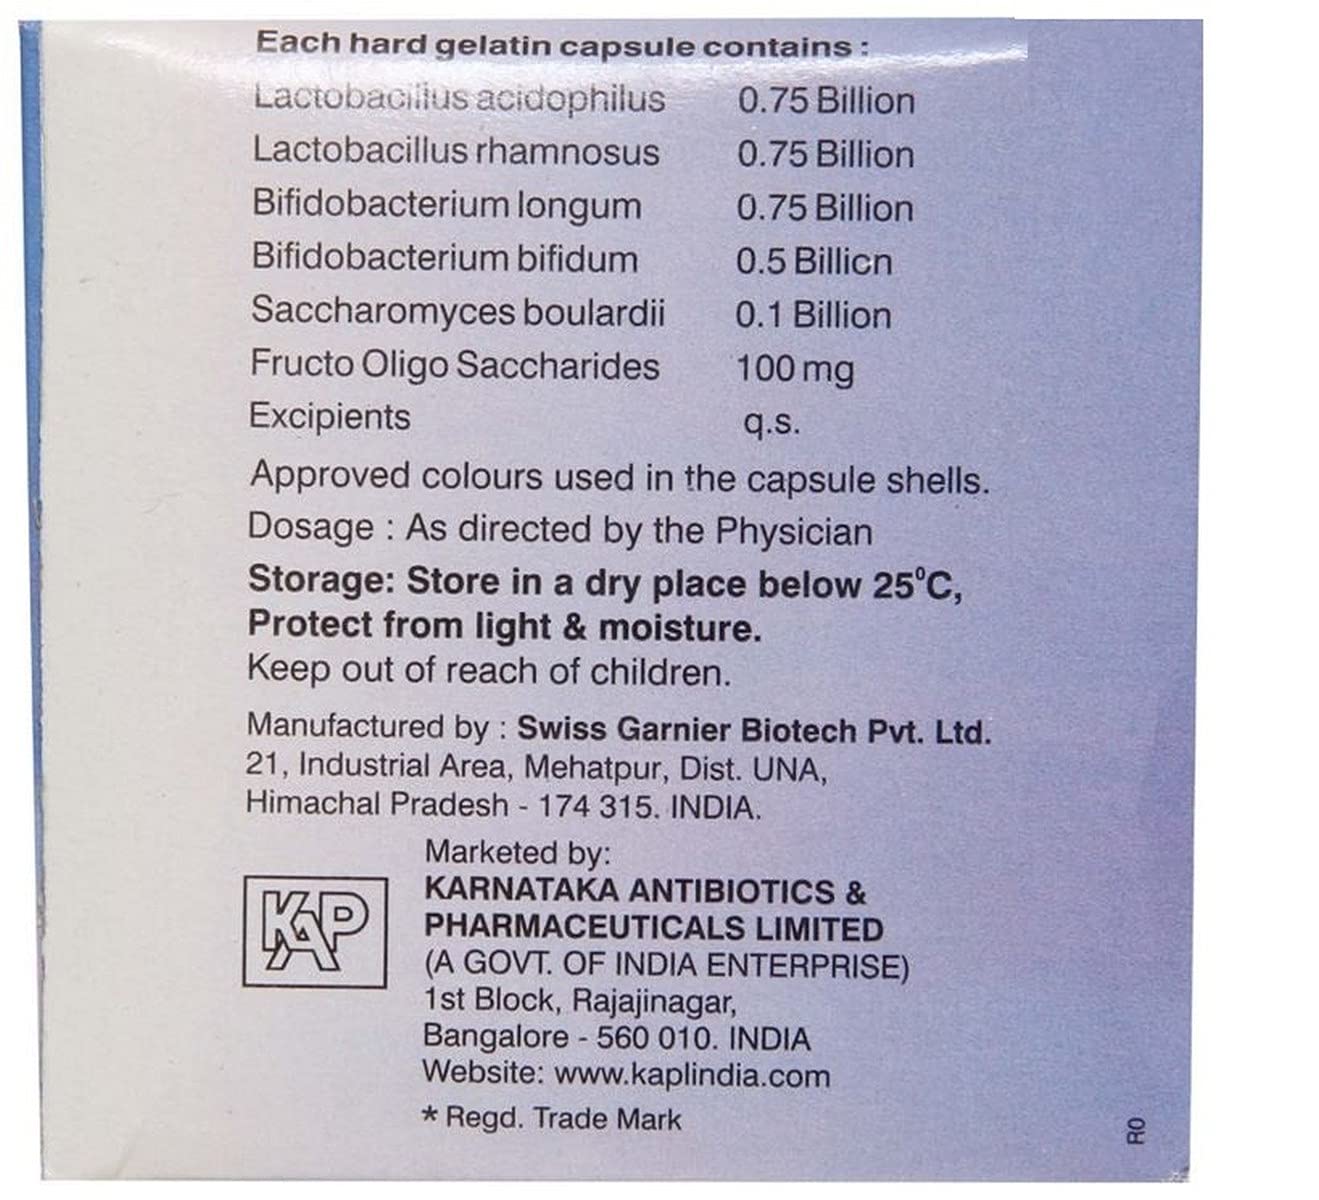 Each hard gelatin capsule contains :
Lactobacillus acidophilus 0.75 Billion
Lactobacillus rhamnosus 0.75 Billion
Bifidobacterium longum 0.75 Billion
Bifidobacterium bifidum 0.5 Billion
Saccharomyces boulardii 0.1 Billion
Fructo Oligo Saccharides 100 mg
Excipients q.s.
Approved colours used in the capsule shells.
Dosage : As directed by the Physician
Storage: Store in a dry place below 25⁰C,
Protect from light & moisture.
Keep out of reach of children.
Manufactured by : Swiss Garnier Biotech Pvt. Ltd.
21, Industrial Area, Mehatpur, Dist. UNA,
Himachal Pradesh - 174 315. INDIA.
Marketed by:
KAP
KARNATAKA ANTIBIOTICS &
PHARMACEUTICALS LIMITED
(A GOVT. OF INDIA ENTERPRISE)
1st Block, Rajajinagar,
Bangalore - 560 010. INDIA
Website: www.kaplindia.com
* Regd. Trade Mark
R0